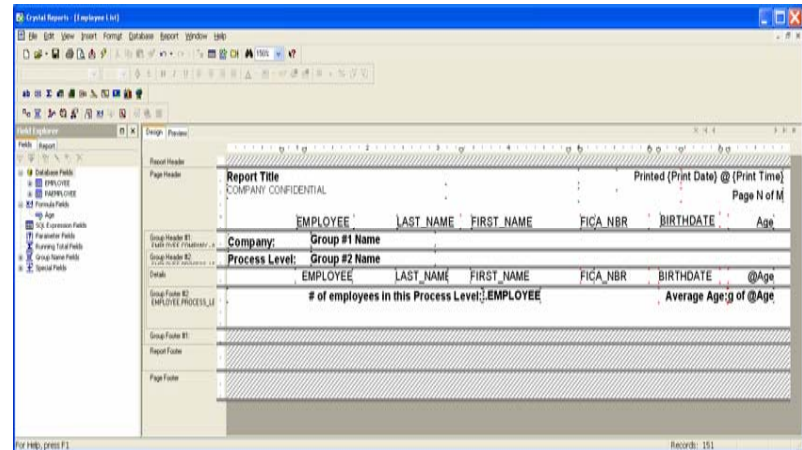 Crystal Reports - [Employee List]
File Edit View Insert Format Database Report Window Help
150%
Field Explorer
Fields Report
Design Preview
Database Fields
EMPLOYEE
PAEMPLOYEE
Formula Fields
Age
SQL Expression Fields
Parameter Fields
Running Total Fields
Group Name Fields
Special Fields
Report Header
Page Header
Report Title
Printed {Print Date} @ {Print Time}
COMPANY CONFIDENTIAL
Page N of M
EMPLOYEE LAST_NAME FIRST_NAME FICA_NBR BIRTHDATE Age
Group Header #1:
Company: Group #1 Name
Group Header #2:
Process Level: Group #2 Name
Details
EMPLOYEE LAST_NAME FIRST_NAME FICA_NBR BIRTHDATE @Age
Group Footer #2:
EMPLOYEE.PROCESS_LE
# of employees in this Process Level: .EMPLOYEE Average Age: g of @Age
Group Footer #1:
Report Footer
Page Footer
For Help, press F1
Records: 151